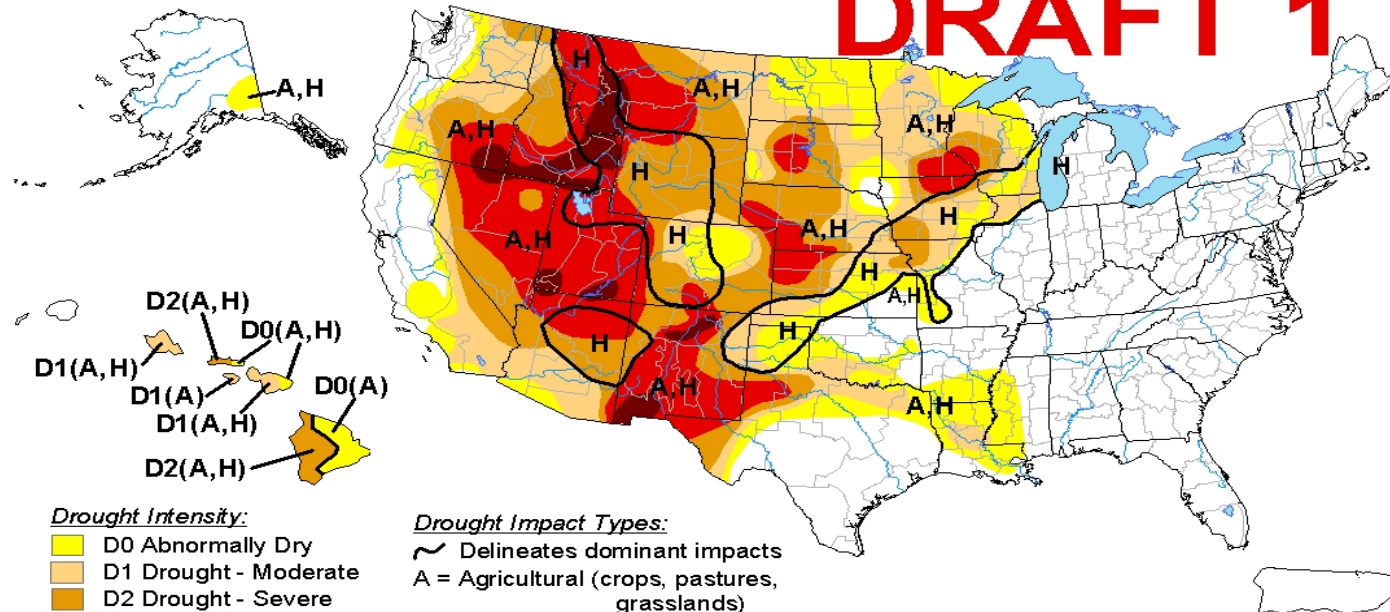 DRAFT 1
A,H
H
A,H
A,H
A,H
H
H
H
A,H
H
A,H
H
H
A,H
H
H
A,H
A,H
D2(A,H)
D0(A,H)
D1(A,H)
D1(A)
D1(A,H)
D0(A)
D2(A,H)
Drought Intensity:
D0 Abnormally Dry
D1 Drought - Moderate
D2 Drought - Severe
Drought Impact Types:
Delineates dominant impacts
A = Agricultural (crops, pastures,
grasslands)